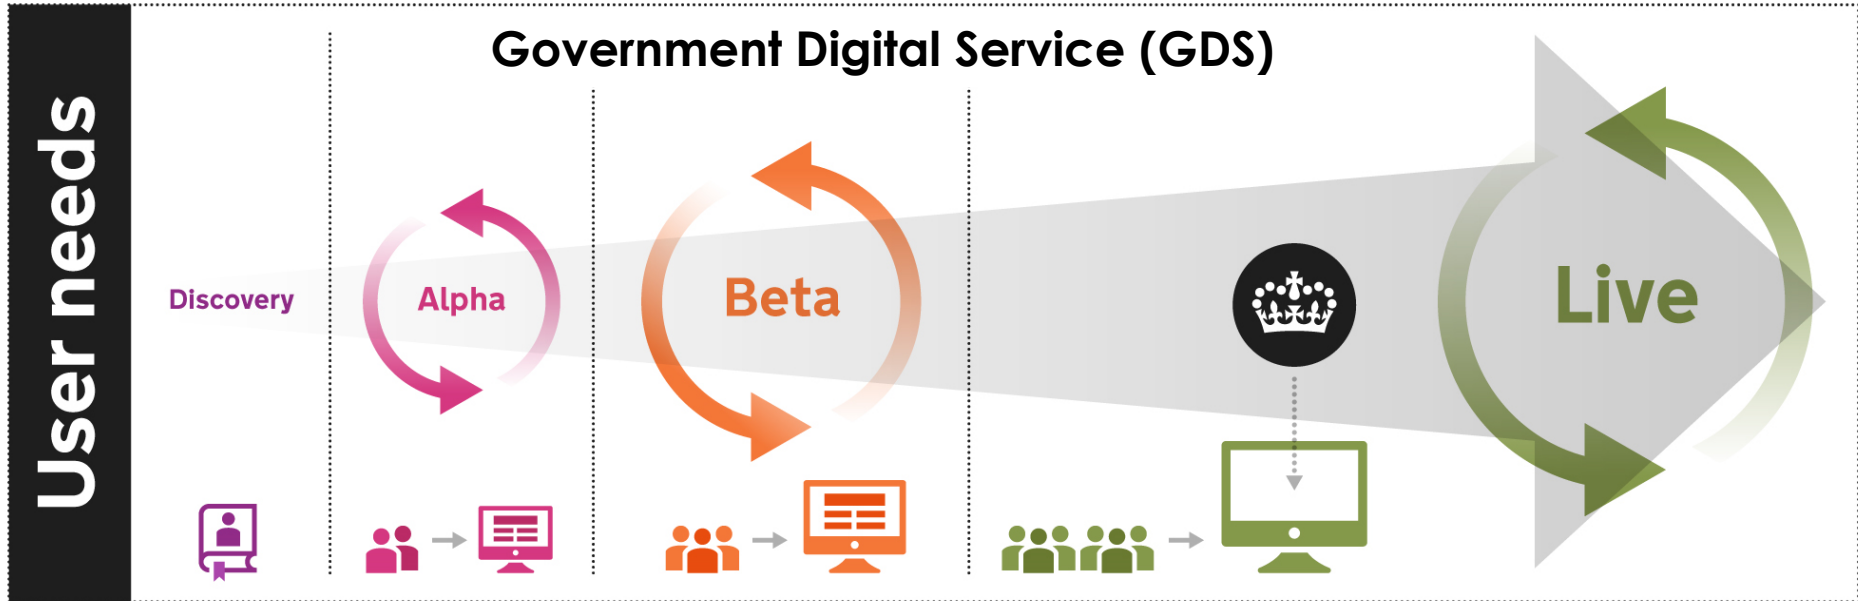 Government Digital Service (GDS)
User needs
Discovery
Alpha
Beta
Live